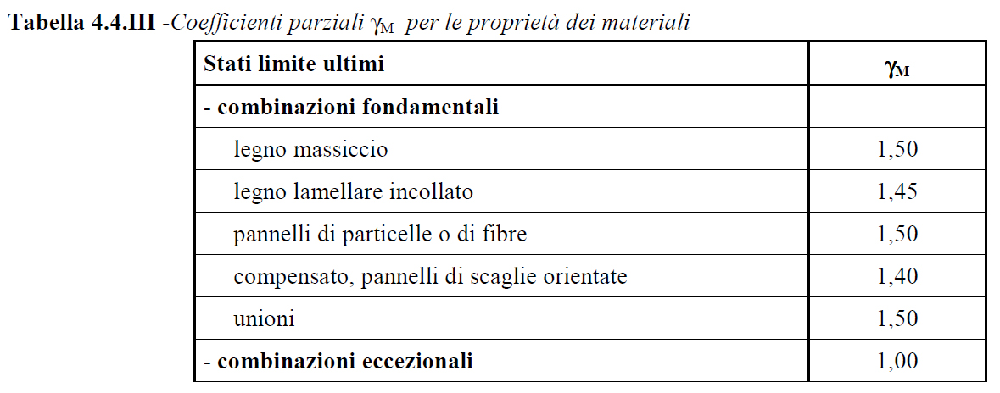 Tabella 4.4.III -Coefficienti parziali γM per le proprietà dei materiali
Stati limite ultimi γM
- combinazioni fondamentali
legno massiccio 1,50
legno lamellare incollato 1,45
pannelli di particelle o di fibre 1,50
compensato, pannelli di scaglie orientate 1,40
unioni 1,50
- combinazioni eccezionali 1,00